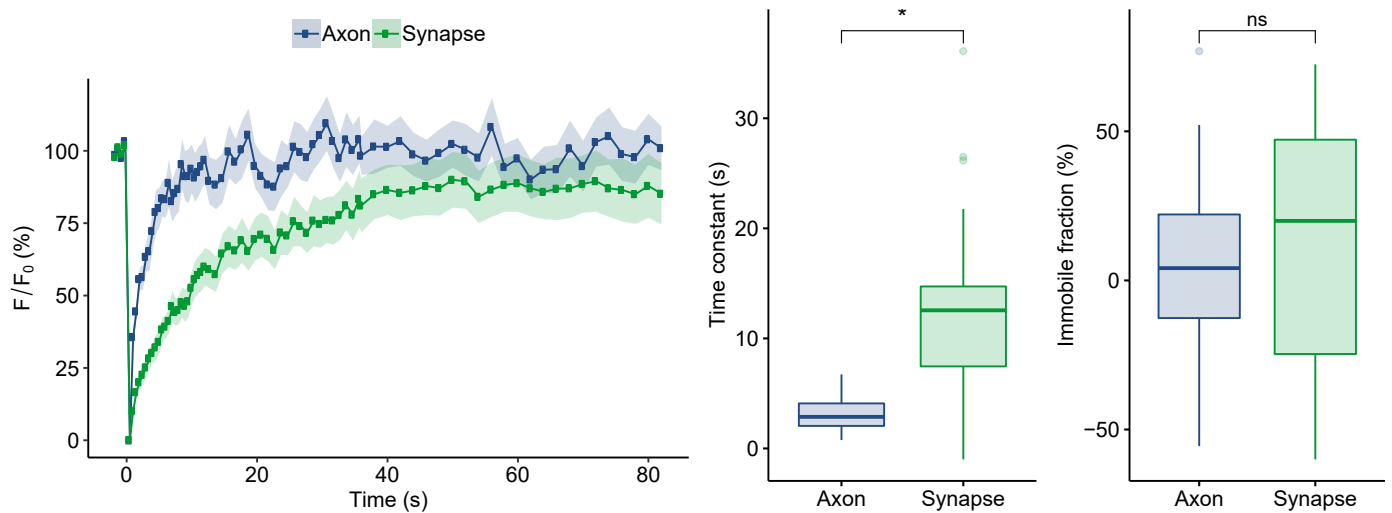 Axon Synapse
F/F0 (%)
100
75
50
25
0
0 20 40 60 80
Time (s)
*
Time constant (s)
30
20
10
0
Axon Synapse
ns
Immobile fraction (%)
50
0
−50
Axon Synapse